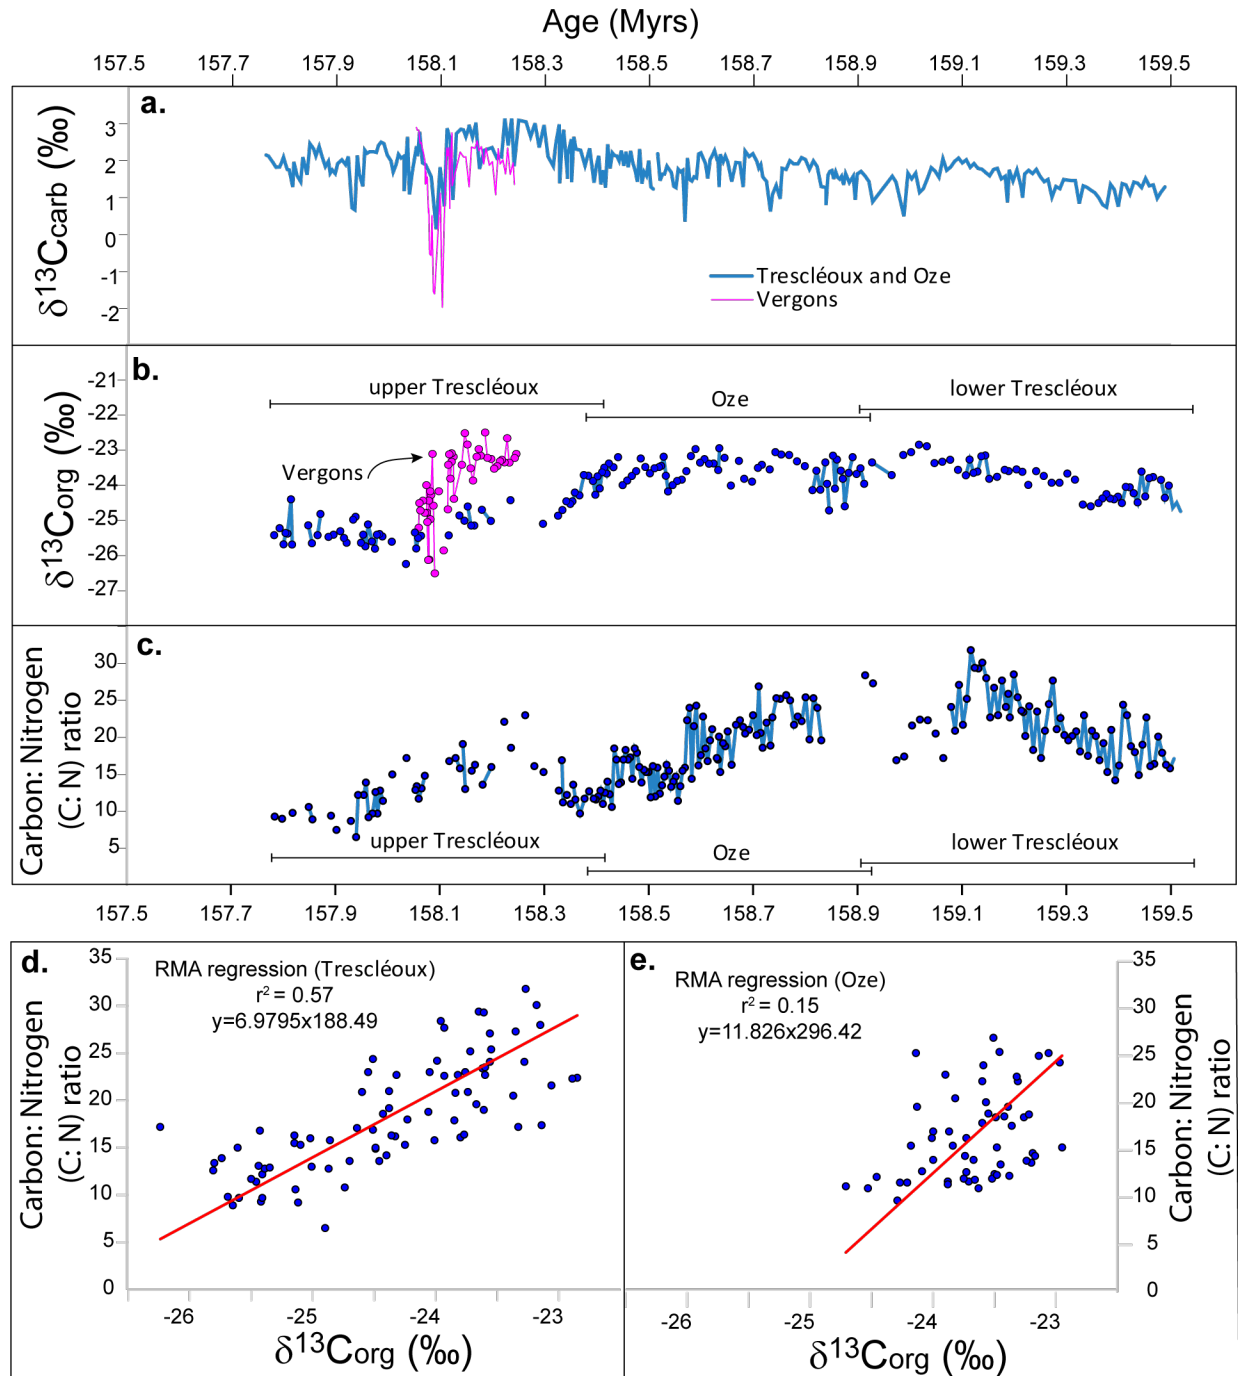 Age (Myrs)
157.5 157.7 157.9 158.1 158.3 158.5 158.7 158.9 159.1 159.3 159.5
a.
δ13Ccarb (‰)
3
2
1
0
-1
-2
Trescléoux and Oze
Vergons
b.
δ13Corg (‰)
-21
-22
-23
-24
-25
-26
-27
upper Trescléoux
Oze
lower Trescléoux
Vergons
c.
Carbon: Nitrogen
(C: N) ratio
30
25
20
15
10
5
upper Trescléoux
Oze
lower Trescléoux
157.5 157.7 157.9 158.1 158.3 158.5 158.7 158.9 159.1 159.3 159.5
d.
RMA regression (Trescléoux)
r2 = 0.57
y=6.9795x188.49
Carbon: Nitrogen
(C: N) ratio
35
30
25
20
15
10
5
0
-26 -25 -24 -23
δ13Corg (‰)
e.
RMA regression (Oze)
r2 = 0.15
y=11.826x296.42
35
30
25
20
15
10
5
0
Carbon: Nitrogen
(C: N) ratio
-26 -25 -24 -23
δ13Corg (‰)